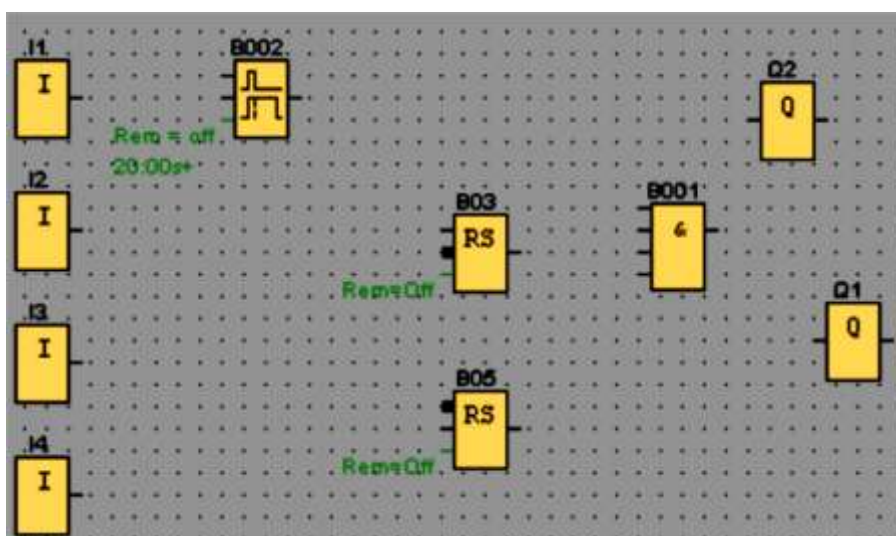 I1
I
B002
Rem = off
20:00s+
Q2
Q
I2
I
B03
RS
Rem=Off
B001
&
I3
I
Q1
Q
B05
RS
Rem=Off
I4
I